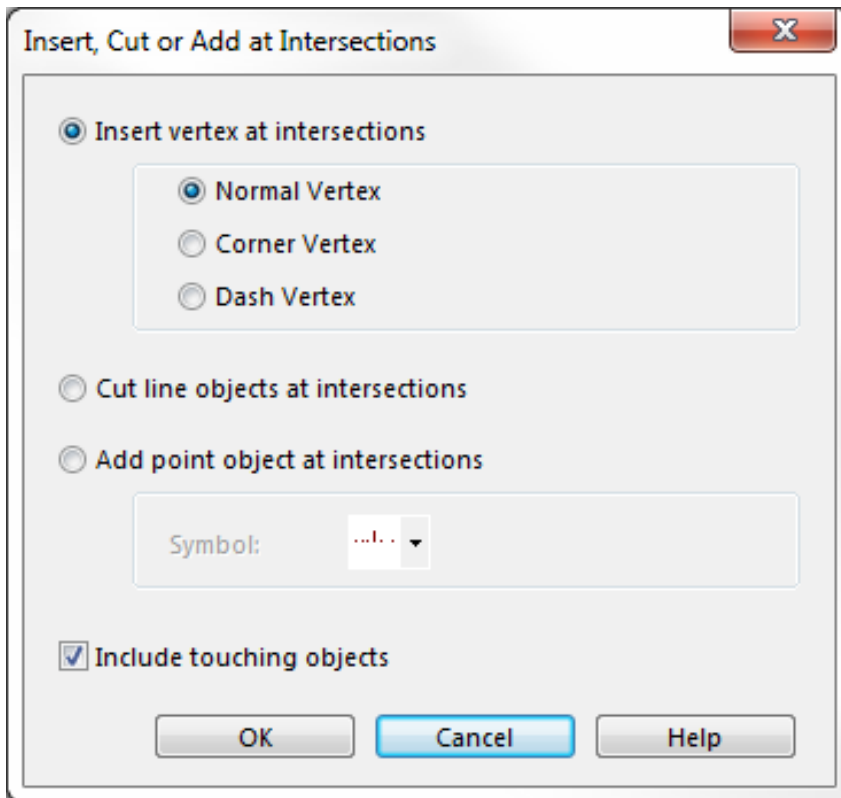 Insert, Cut or Add at Intersections
Insert vertex at intersections
Normal Vertex
Corner Vertex
Dash Vertex
Cut line objects at intersections
Add point object at intersections
Symbol:
Include touching objects
OK Cancel Help